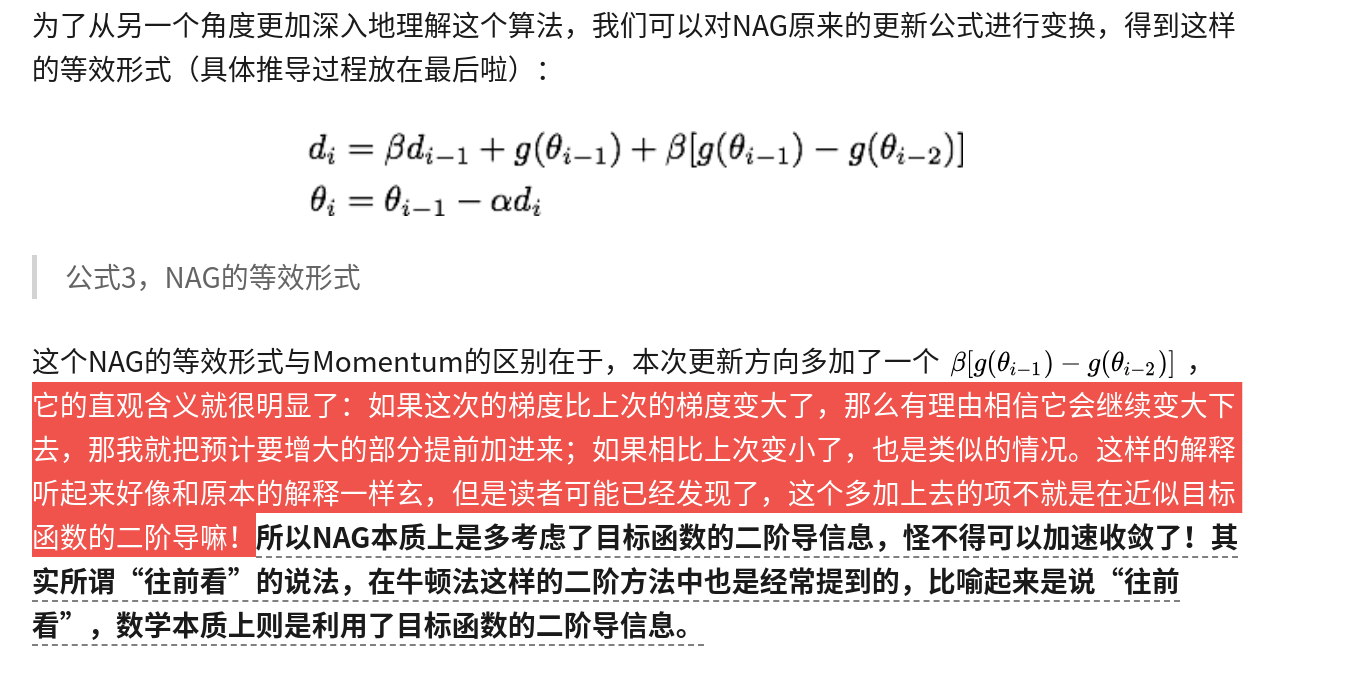 为了从另一个角度更加深入地理解这个算法，我们可以对NAG原来的更新公式进行变换，得到这样
的等效形式（具体推导过程放在最后啦）：
d_i = βd_{i−1} + g(θ_{i−1}) + β[g(θ_{i−1}) − g(θ_{i−2})]
θ_i = θ_{i−1} − αd_i
公式3，NAG的等效形式
这个NAG的等效形式与Momentum的区别在于，本次更新方向多加了一个 β[g(θ_{i−1}) − g(θ_{i−2})] ，
它的直观含义就很明显了：如果这次的梯度比上次的梯度变大了，那么有理由相信它会继续变大下
去，那我就把预计要增大的部分提前加进来；如果相比上次变小了，也是类似的情况。这样的解释
听起来好像和原本的解释一样玄，但是读者可能已经发现了，这个多加上去的项不就是在近似目标
函数的二阶导嘛！所以NAG本质上是多考虑了目标函数的二阶导信息，怪不得可以加速收敛了！其
实所谓“往前看”的说法，在牛顿法这样的二阶方法中也是经常提到的，比喻起来是说“往前
看”，数学本质上则是利用了目标函数的二阶导信息。